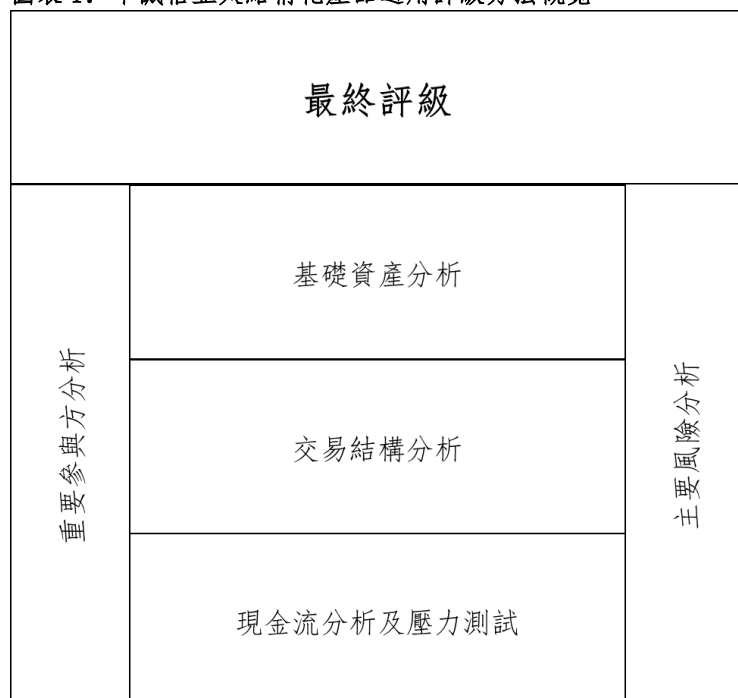 最終評級
基礎資產分析
重要參與方分析
交易結構分析
主要風險分析
現金流分析及壓力測試